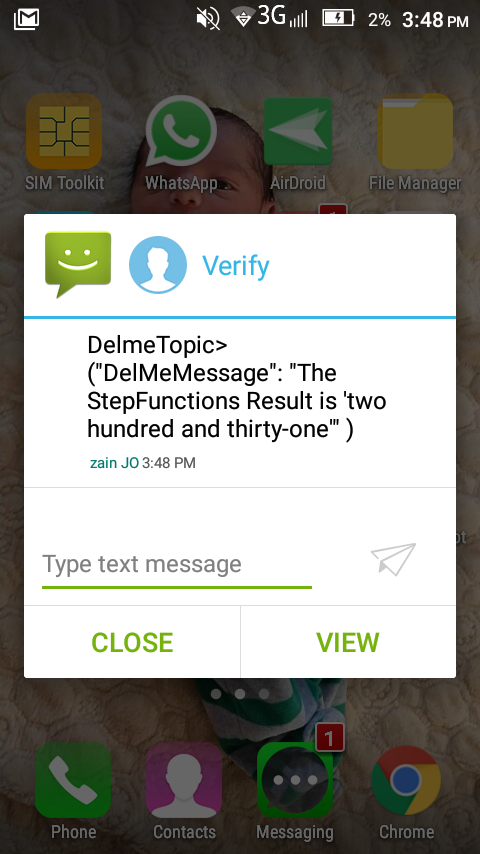 3G 2% 3:48 PM
SIM Toolkit WhatsApp AirDroid File Manager
1
Verify
DelmeTopic>
("DelMeMessage": "The
StepFunctions Result is 'two
hundred and thirty-one'" )
zain JO 3:48 PM
ot
Type text message
CLOSE VIEW
1
Phone Contacts Messaging Chrome